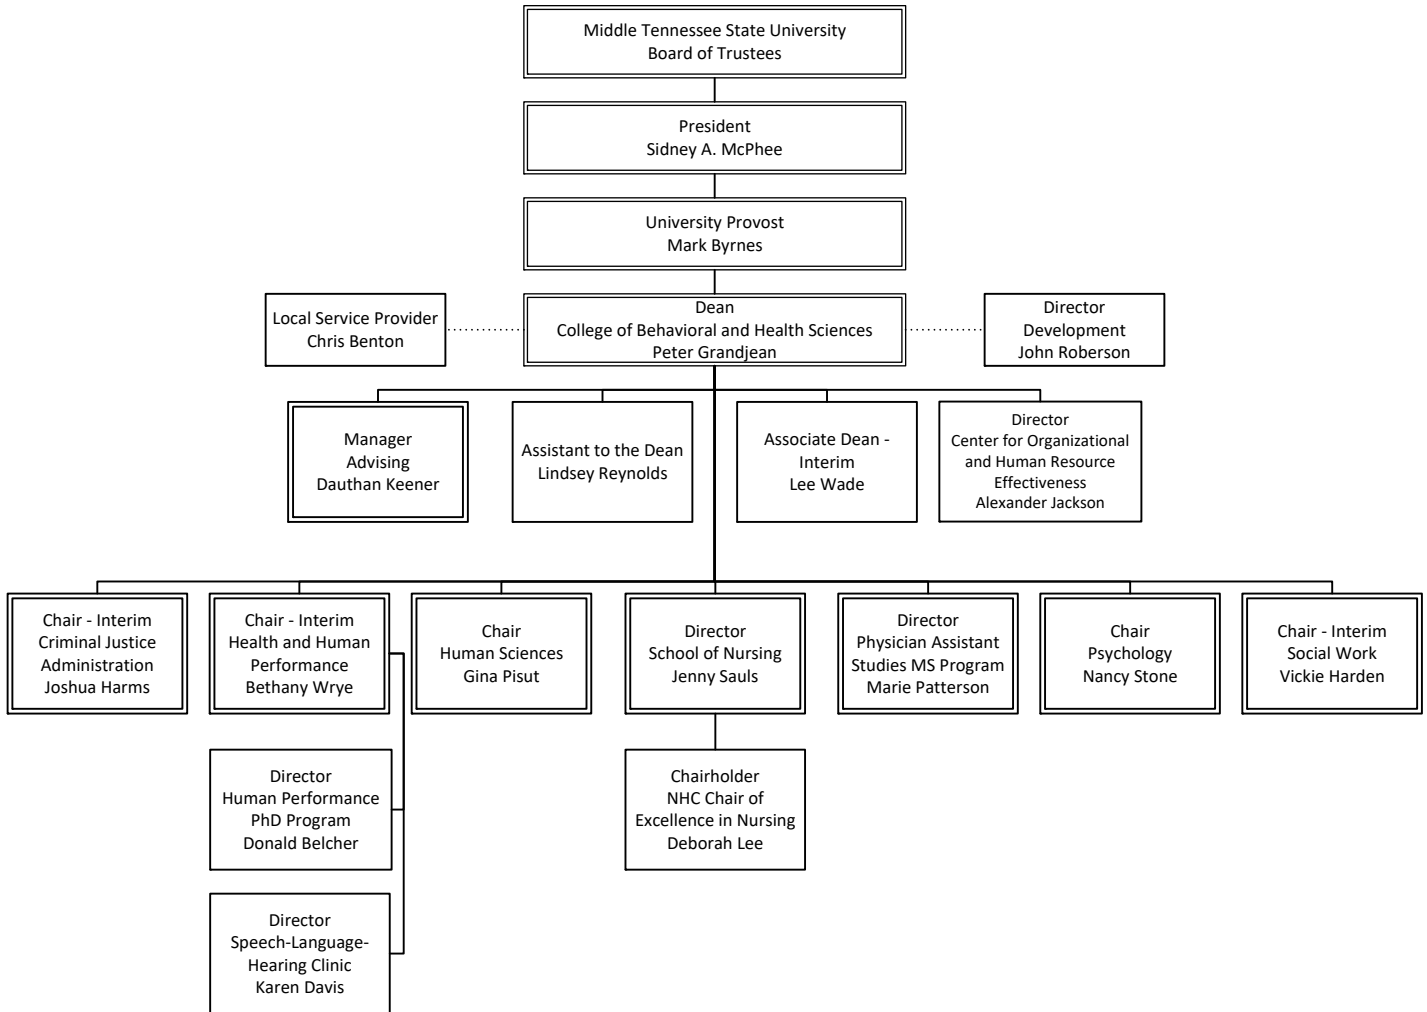 Middle Tennessee State University
Board of Trustees
President
Sidney A. McPhee
University Provost
Mark Byrnes
Local Service Provider
Chris Benton
Dean
College of Behavioral and Health Sciences
Peter Grandjean
Director
Development
John Roberson
Manager
Advising
Dauthan Keener
Assistant to the Dean
Lindsey Reynolds
Associate Dean -
Interim
Lee Wade
Director
Center for Organizational
and Human Resource
Effectiveness
Alexander Jackson
Chair - Interim
Criminal Justice
Administration
Joshua Harms
Chair - Interim
Health and Human
Performance
Bethany Wrye
Chair
Human Sciences
Gina Pisut
Director
School of Nursing
Jenny Sauls
Director
Physician Assistant
Studies MS Program
Marie Patterson
Chair
Psychology
Nancy Stone
Chair - Interim
Social Work
Vickie Harden
Director
Human Performance
PhD Program
Donald Belcher
Chairholder
NHC Chair of
Excellence in Nursing
Deborah Lee
Director
Speech-Language-
Hearing Clinic
Karen Davis